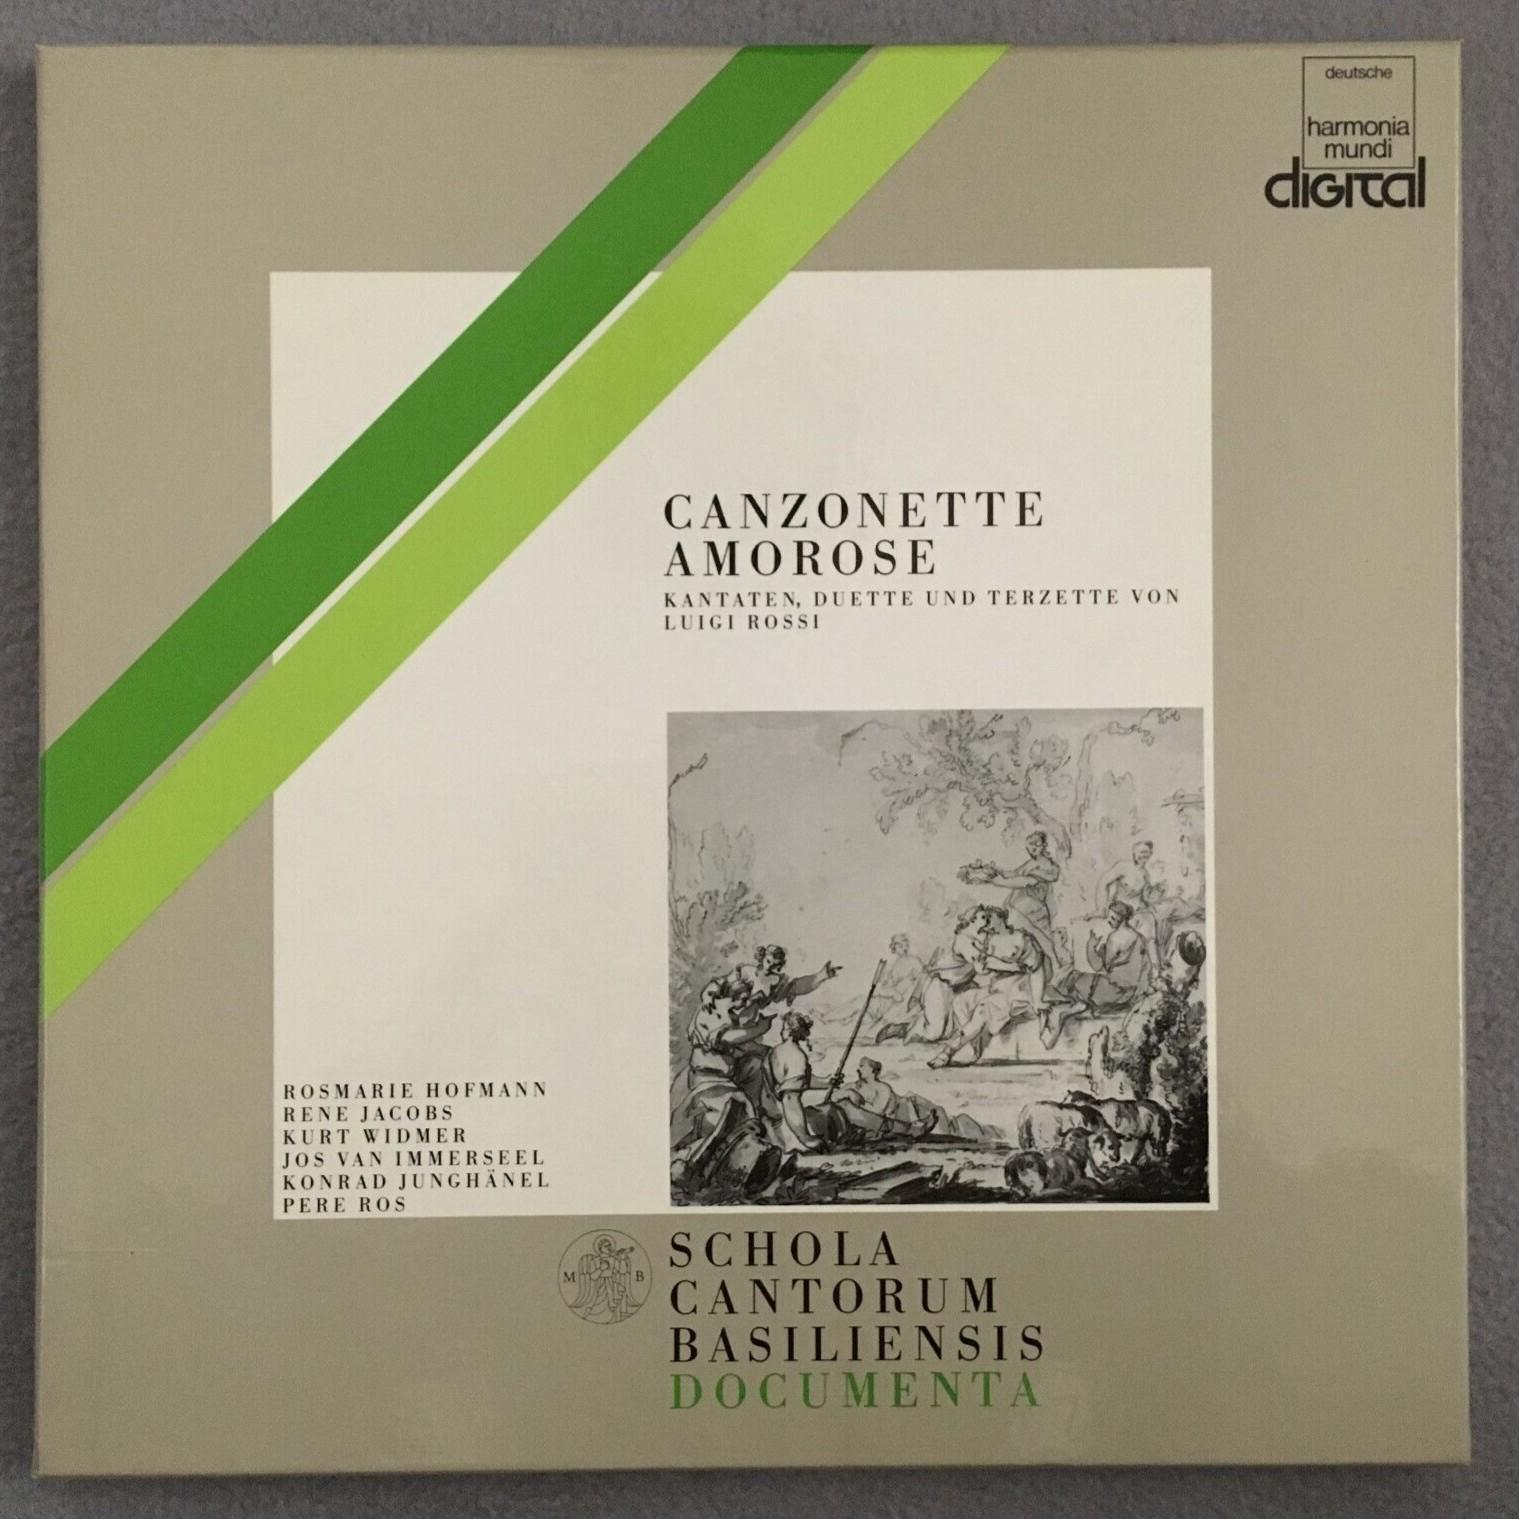 deutsche
harmonia
mundi
digital
CANZONETTE
AMOROSE
KANTATEN, DUETTE UND TERZETTE VON
LUIGI ROSSI
ROSMARIE HOFMANN
RENE JACOBS
KURT WIDMER
JOS VAN IMMERSEEL
KONRAD JUNGHÄNEL
PERE ROS
M B
SCHOLA
CANTORUM
BASILIENSIS
DOCUMENTA